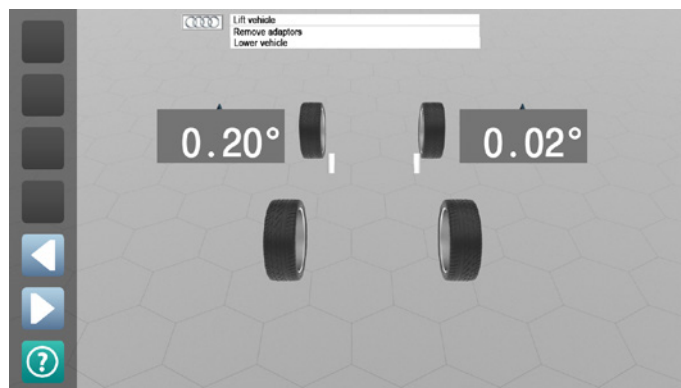 Lift vehicle
Remove adaptors
Lower vehicle
0.20° 0.02°
?